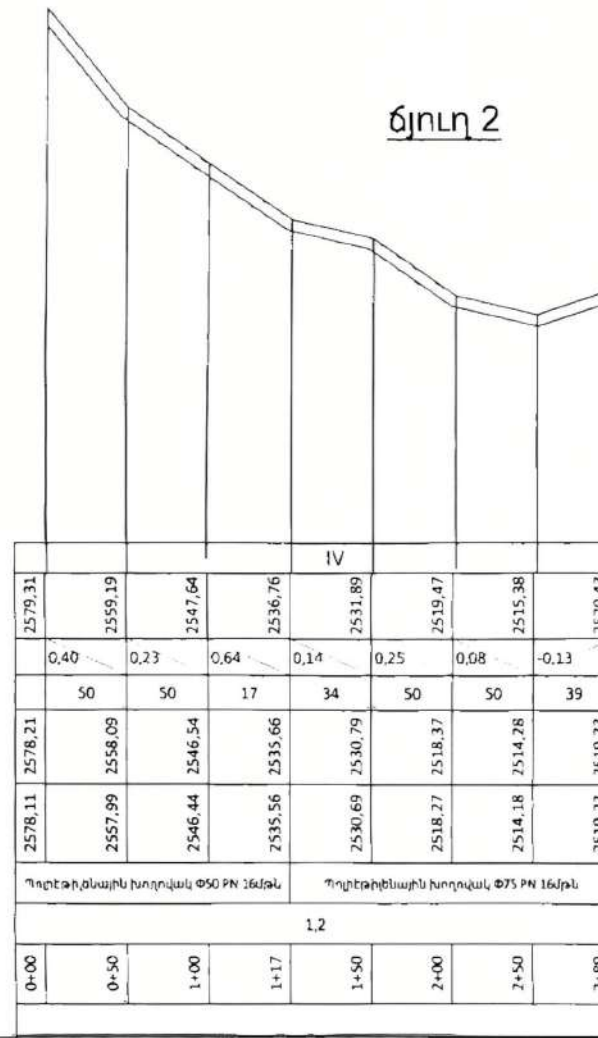 ճյուղ 2
IV
2579,31 2559,19 2547,64 2536,76 2531,89 2519,47 2515,38
0,40 0,23 0,64 0,14 0,25 0,08 -0,13
50 50 17 34 50 50 39
2578,21 2558,09 2546,54 2535,66 2530,79 2518,37 2514,28
2578,11 2557,99 2546,44 2535,56 2530,69 2518,27 2514,18
Պոլիէթիլենային խողովակ Փ50 PN 16մթն Պոլիէթիլենային խողովակ Փ75 PN 16մթն
1,2
0+00 0+50 1+00 1+17 1+50 2+00 2+50